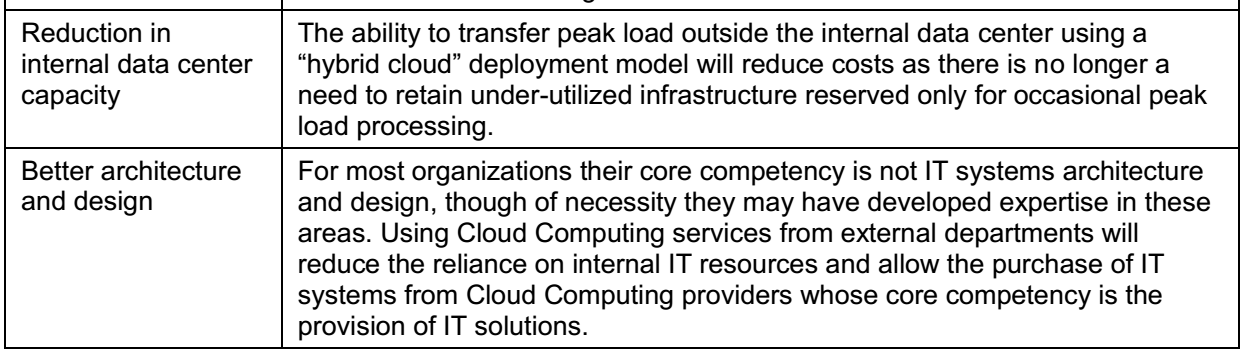 Reduction in
internal data center
capacity
The ability to transfer peak load outside the internal data center using a
“hybrid cloud” deployment model will reduce costs as there is no longer a
need to retain under-utilized infrastructure reserved only for occasional peak
load processing.
Better architecture
and design
For most organizations their core competency is not IT systems architecture
and design, though of necessity they may have developed expertise in these
areas. Using Cloud Computing services from external departments will
reduce the reliance on internal IT resources and allow the purchase of IT
systems from Cloud Computing providers whose core competency is the
provision of IT solutions.